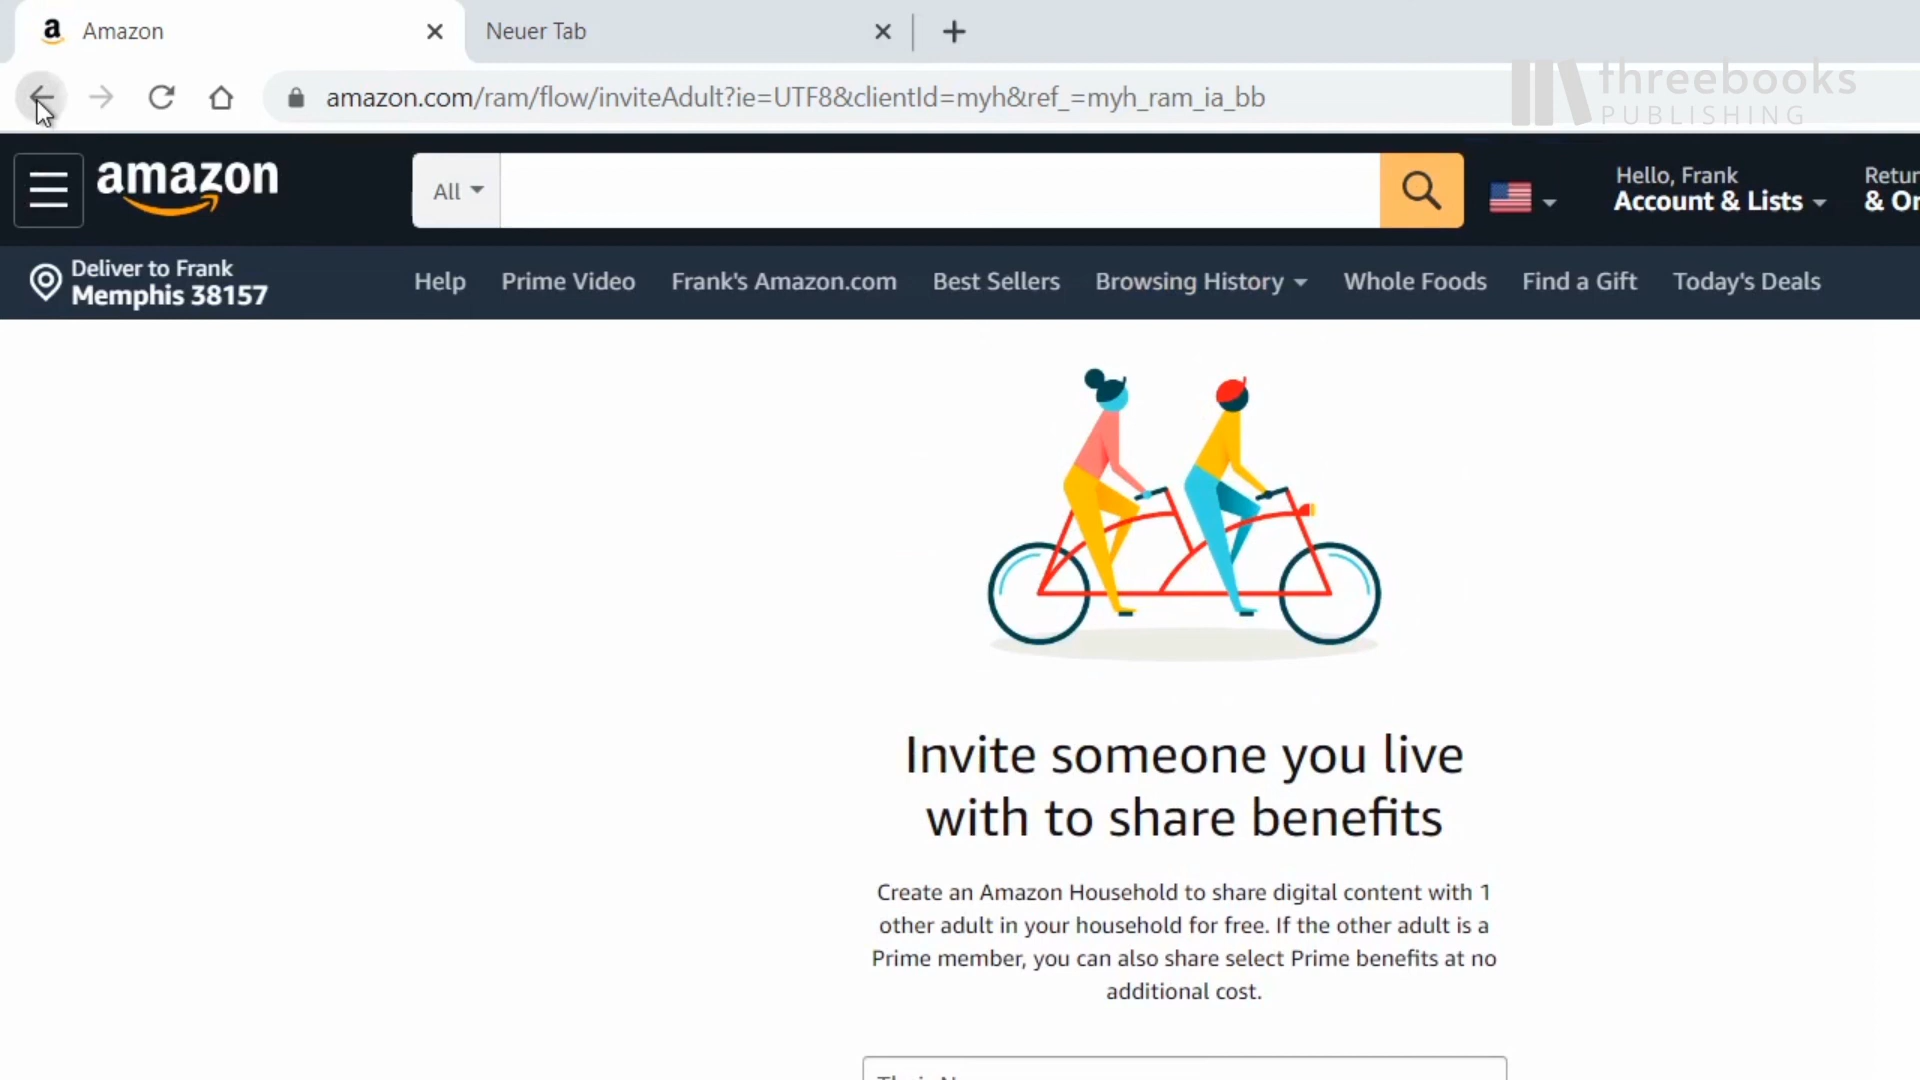 Amazon
Neuer Tab
amazon.com/ram/flow/inviteAdult?ie=UTF8&clientId=myh&ref_=myh_ram_ia_bb
threebooks
PUBLISHING
amazon
All
Hello, Frank
Account & Lists
Deliver to Frank
Memphis 38157
Help
Prime Video
Frank's Amazon.com
Best Sellers
Browsing History
Whole Foods
Find a Gift
Today's Deals
Invite someone you live
with to share benefits
Create an Amazon Household to share digital content with 1
other adult in your household for free. If the other adult is a
Prime member, you can also share select Prime benefits at no
additional cost.